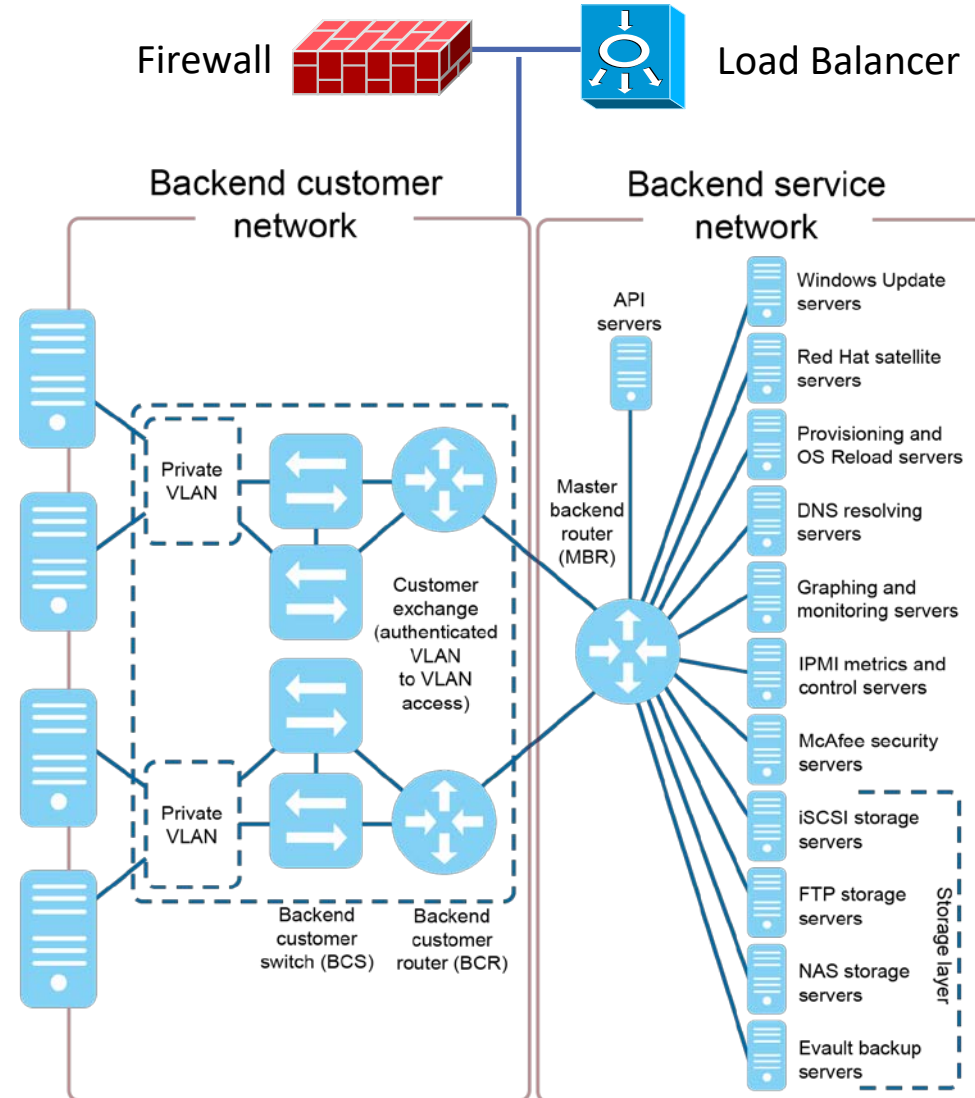 Firewall
Load Balancer
Backend customer
network
Backend service
network
API
servers
Master
backend
router
(MBR)
Private
VLAN
Customer
exchange
(authenticated
VLAN
to VLAN
access)
Private
VLAN
Backend
customer
switch (BCS)
Backend
customer
router (BCR)
Windows Update
servers
Red Hat satellite
servers
Provisioning and
OS Reload servers
DNS resolving
servers
Graphing and
monitoring servers
IPMI metrics and
control servers
McAfee security
servers
iSCSI storage
servers
FTP storage
servers
NAS storage
servers
Evault backup
servers
Storage layer